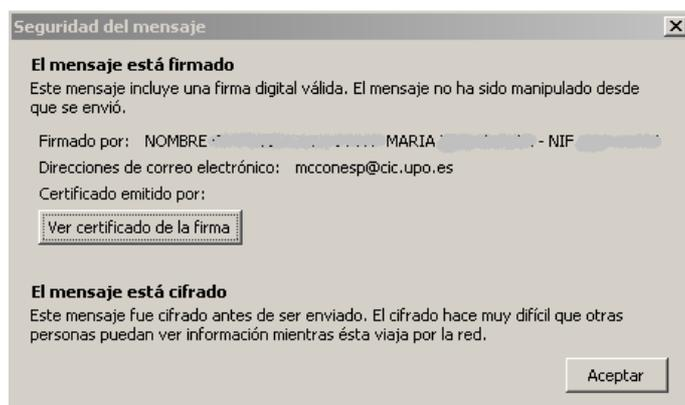 Seguridad del mensaje
El mensaje está firmado
Este mensaje incluye una firma digital válida. El mensaje no ha sido manipulado desde
que se envió.
Firmado por: NOMBRE MARIA - NIF
Direcciones de correo electrónico: mcconesp@cic.upo.es
Certificado emitido por:
Ver certificado de la firma
El mensaje está cifrado
Este mensaje fue cifrado antes de ser enviado. El cifrado hace muy difícil que otras
personas puedan ver información mientras ésta viaja por la red.
Aceptar